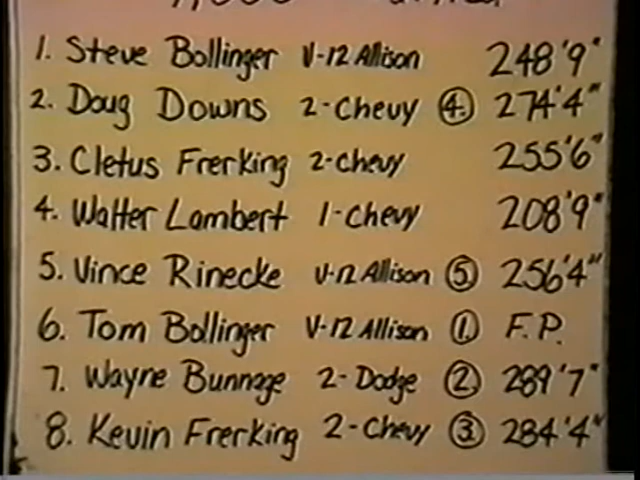 1. Steve Bollinger V-12 Allison 248'9"
2. Doug Downs 2-Chevy 4. 274'4"
3. Cletus Frerking 2-Chevy 255'6"
4. Walter Lambert 1-Chevy 208'9"
5. Vince Rinecke V-12 Allison 5 256'4"
6. Tom Bollinger V-12 Allison 1. F.P.
7. Wayne Bunnage 2-Dodge 2. 289'7"
8. Kevin Frerking 2-Chevy 3. 284'4"